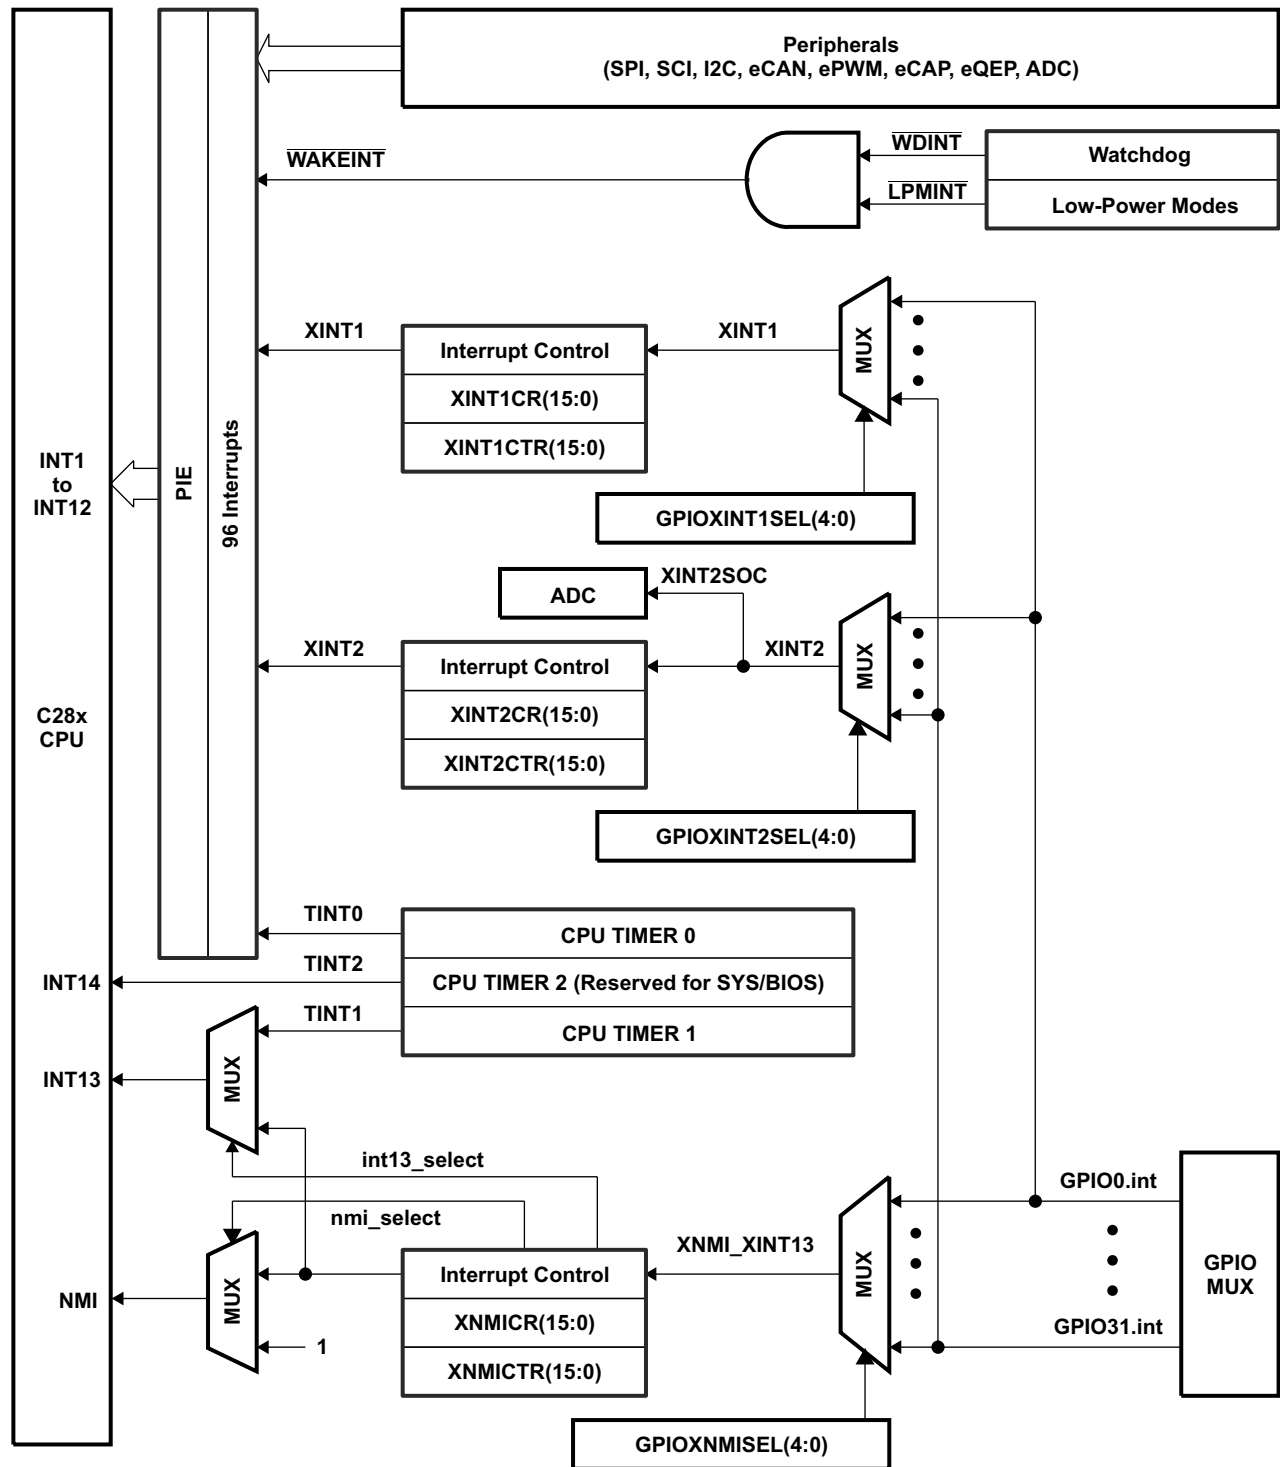 Peripherals
(SPI, SCI, I2C, eCAN, ePWM, eCAP, eQEP, ADC)
WDINT
Watchdog
WAKEINT
LPMINT
Low-Power Modes
XINT1
Interrupt Control
XINT1
MUX
XINT1CR(15:0)
XINT1CTR(15:0)
INT1
to
INT12
PIE
96 Interrupts
GPIOXINT1SEL(4:0)
XINT2SOC
ADC
XINT2
Interrupt Control
XINT2
MUX
C28x
CPU
XINT2CR(15:0)
XINT2CTR(15:0)
GPIOXINT2SEL(4:0)
TINT0
CPU TIMER 0
INT14
TINT2
CPU TIMER 2 (Reserved for SYS/BIOS)
TINT1
CPU TIMER 1
INT13
MUX
int13_select
nmi_select
GPIO0.int
XNMI_XINT13
MUX
Interrupt Control
GPIO
MUX
NMI
MUX
XNMICR(15:0)
GPIO31.int
1
XNMICTR(15:0)
GPIOXNMISEL(4:0)